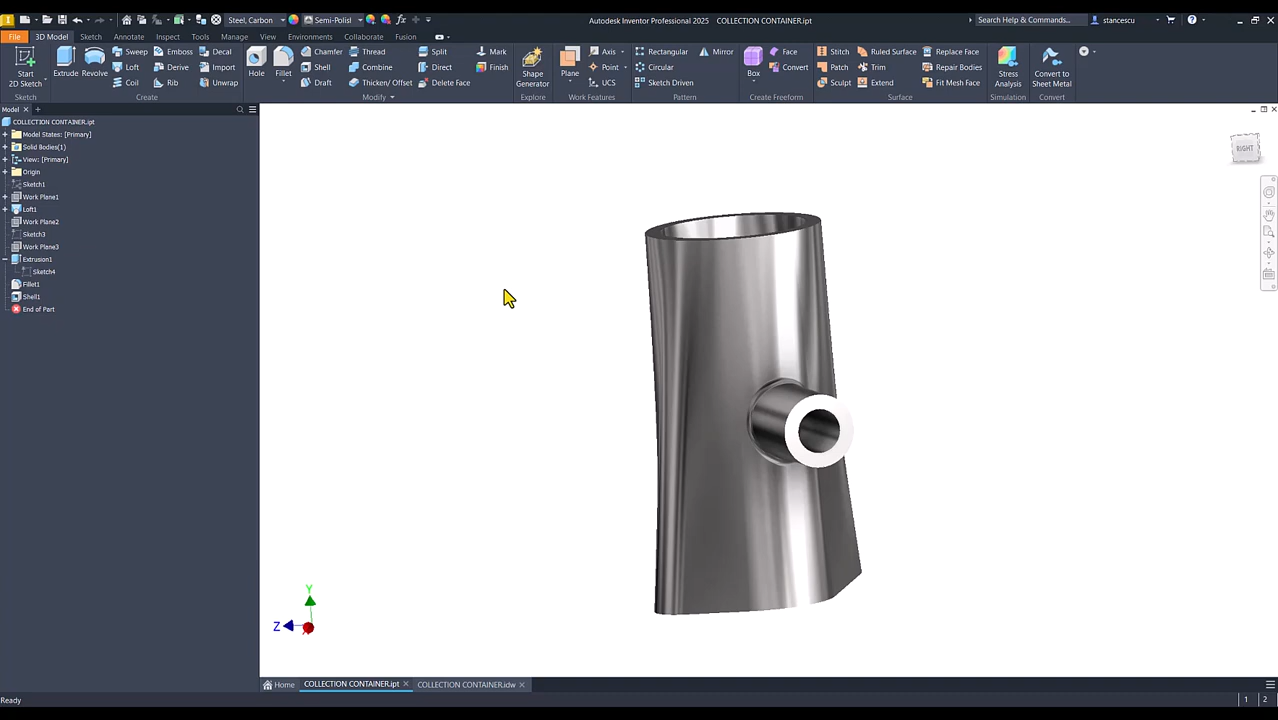 Steel, Carbon
Semi-Polisl
fx
Autodesk Inventor Professional 2025 COLLECTION CONTAINER.ipt
Search Help & Commands...
stancescu
File
3D Model
Sketch
Annotate
Inspect
Tools
Manage
View
Environments
Collaborate
Fusion
Start
2D Sketch
Sketch
Extrude
Revolve
Sweep
Loft
Coil
Emboss
Derive
Rib
Decal
Import
Unwrap
Create
Hole
Fillet
Chamfer
Shell
Draft
Thread
Combine
Thicken/ Offset
Split
Direct
Delete Face
Modify
Mark
Finish
Shape
Generator
Explore
Plane
Axis
Point
UCS
Work Features
Rectangular
Circular
Sketch Driven
Mirror
Pattern
Box
Face
Convert
Create Freeform
Stitch
Patch
Sculpt
Ruled Surface
Trim
Extend
Replace Face
Repair Bodies
Fit Mesh Face
Surface
Stress
Analysis
Simulation
Convert to
Sheet Metal
Convert
Model
COLLECTION CONTAINER.ipt
Model States: [Primary]
Solid Bodies(1)
View: [Primary]
Origin
Sketch1
Work Plane1
Loft1
Work Plane2
Sketch3
Work Plane3
Extrusion1
Sketch4
Fillet1
Shell1
End of Part
RIGHT
Y
Z
Home
COLLECTION CONTAINER.ipt
COLLECTION CONTAINER.idw
Ready
1
2